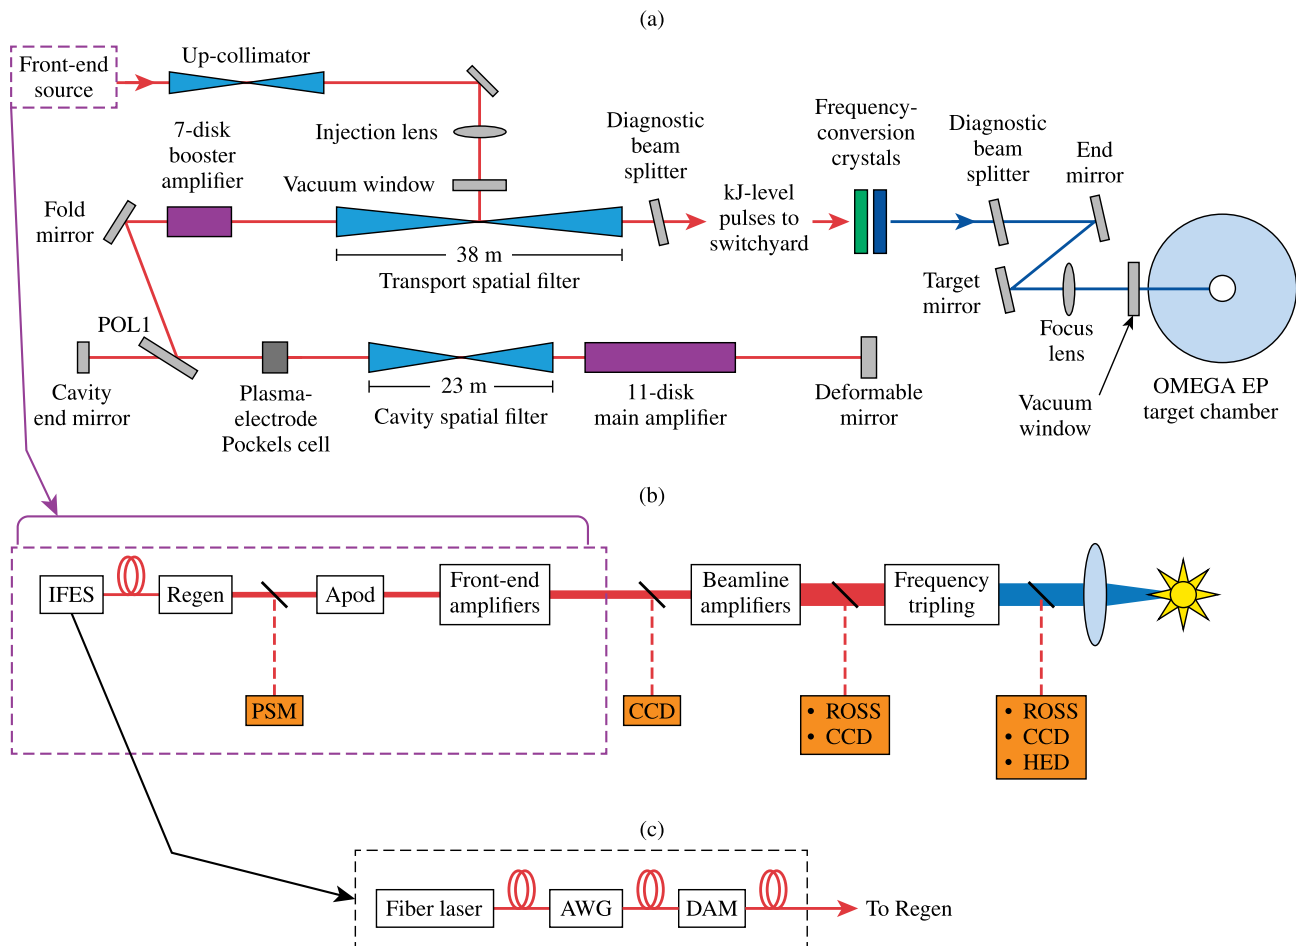 (a)
Front-end
source
Up-collimator
7-disk
booster
amplifier
Injection lens
Vacuum window
Diagnostic
beam
splitter
Frequency-
conversion
crystals
Diagnostic
beam
splitter
End
mirror
Fold
mirror
38 m
Transport spatial filter
kJ-level
pulses to
switchyard
Target
mirror
Focus
lens
POL1
Cavity
end mirror
Plasma-
electrode
Pockels cell
23 m
Cavity spatial filter
11-disk
main amplifier
Deformable
mirror
Vacuum
window
OMEGA EP
target chamber
(b)
IFES
Regen
Apod
Front-end
amplifiers
Beamline
amplifiers
Frequency
tripling
PSM
CCD
• ROSS
• CCD
• ROSS
• CCD
• HED
(c)
Fiber laser
AWG
DAM
To Regen